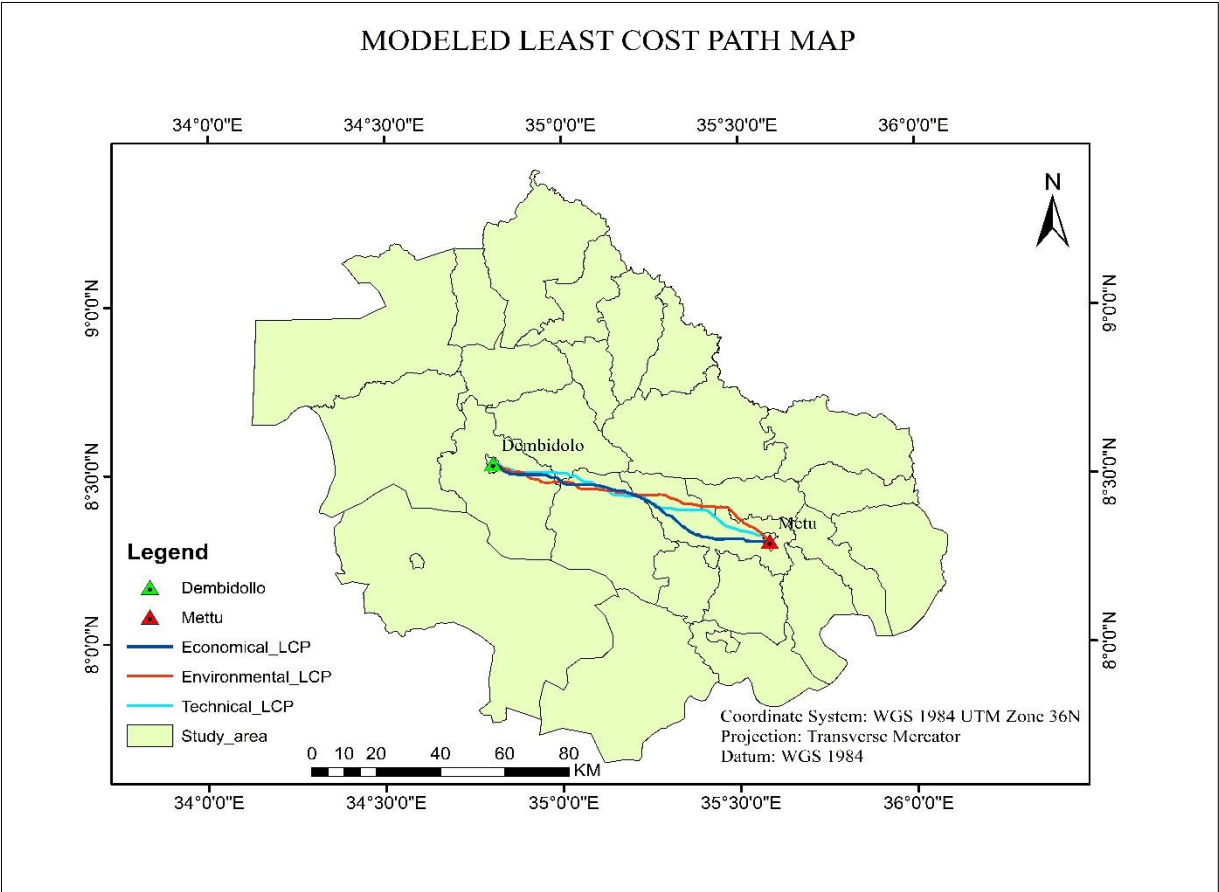 MODELED LEAST COST PATH MAP
34°0'0"E 34°30'0"E 35°0'0"E 35°30'0"E 36°0'0"E
N
9°0'0"N 9°0'0"N
Dembidolo
8°30'0"N 8°30'0"N
Metu
Legend
Dembidollo
Mettu
Economical_LCP
8°0'0"N 8°0'0"N
Environmental_LCP
Technical_LCP
Study_area
Coordinate System: WGS 1984 UTM Zone 36N
Projection: Transverse Mercator
Datum: WGS 1984
0 10 20 40 60 80
KM
34°0'0"E 34°30'0"E 35°0'0"E 35°30'0"E 36°0'0"E